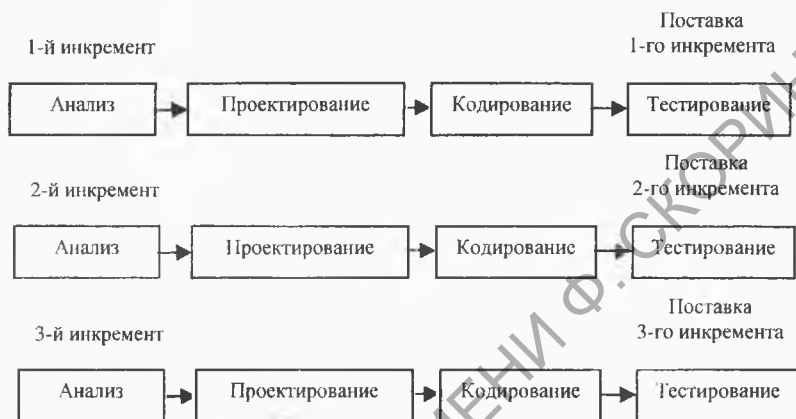 Поставка
1-й инкремент 1-го инкремента
Анализ Проектирование Кодирование Тестирование
Поставка
2-й инкремент 2-го инкремента
Анализ Проектирование Кодирование Тестирование
Поставка
3-й инкремент 3-го инкремента
Анализ Проектирование Кодирование Тестирование
Ф. СКОРИН